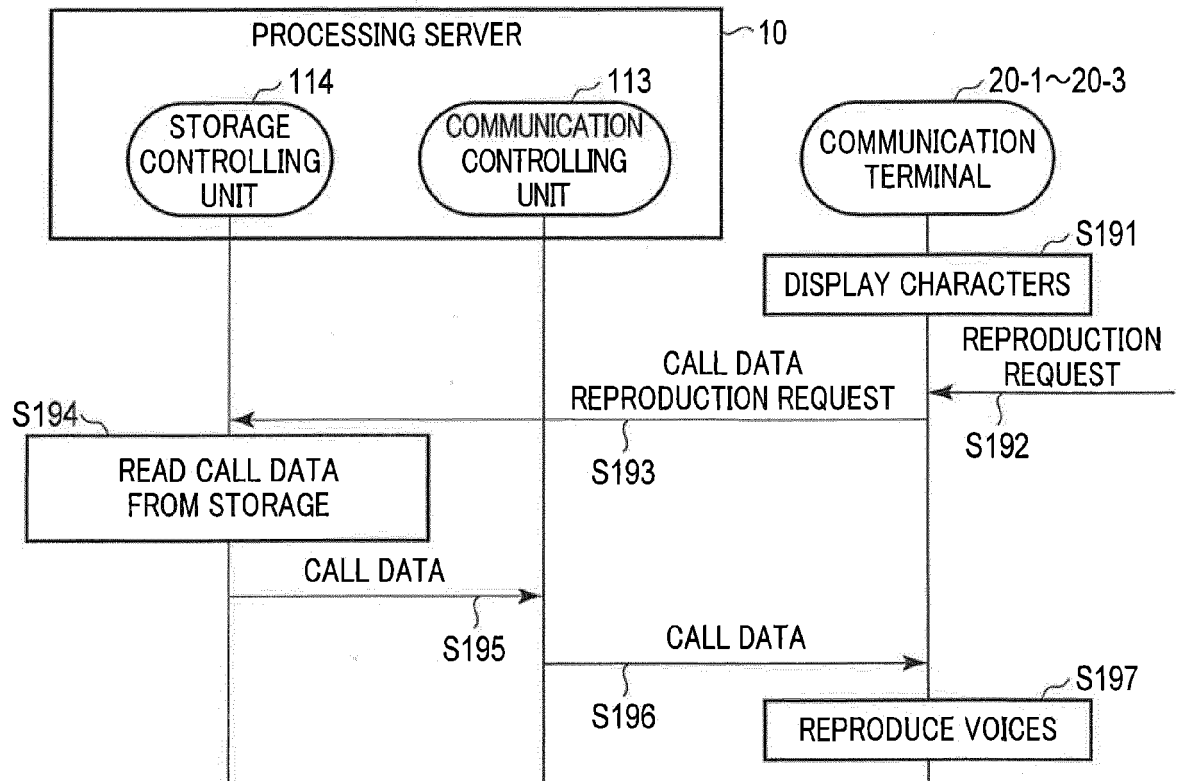 PROCESSING SERVER
10
114
113
20-1～20-3
STORAGE
CONTROLLING
UNIT
COMMUNICATION
CONTROLLING
UNIT
COMMUNICATION
TERMINAL
S191
DISPLAY CHARACTERS
REPRODUCTION
REQUEST
S192
CALL DATA
REPRODUCTION REQUEST
S193
S194
READ CALL DATA
FROM STORAGE
CALL DATA
S195
CALL DATA
S196
S197
REPRODUCE VOICES